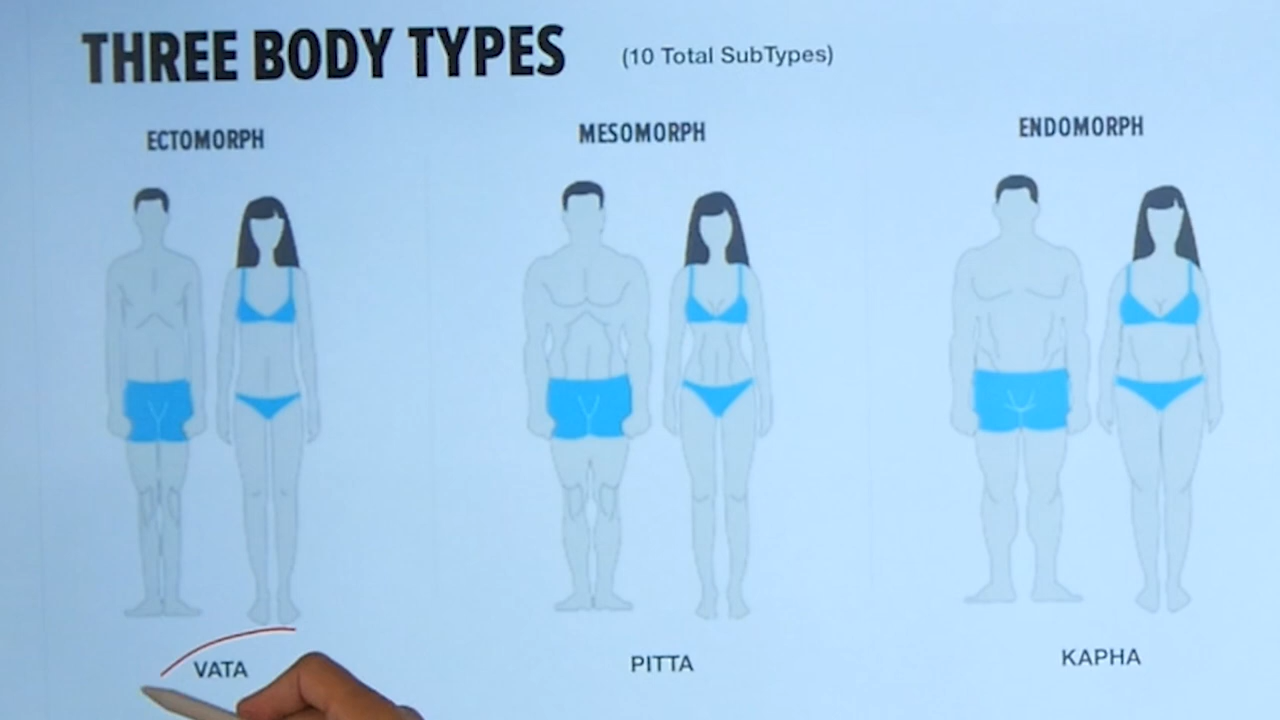 THREE BODY TYPES (10 Total SubTypes)
ECTOMORPH MESOMORPH ENDOMORPH
VATA PITTA KAPHA